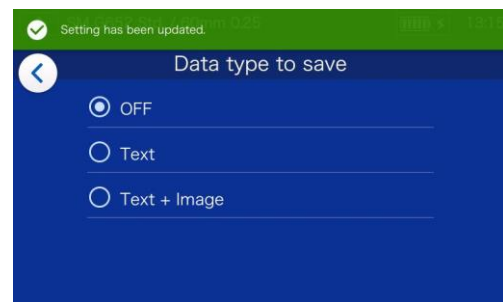 Setting has been updated.
Data type to save
OFF
Text
Text + Image